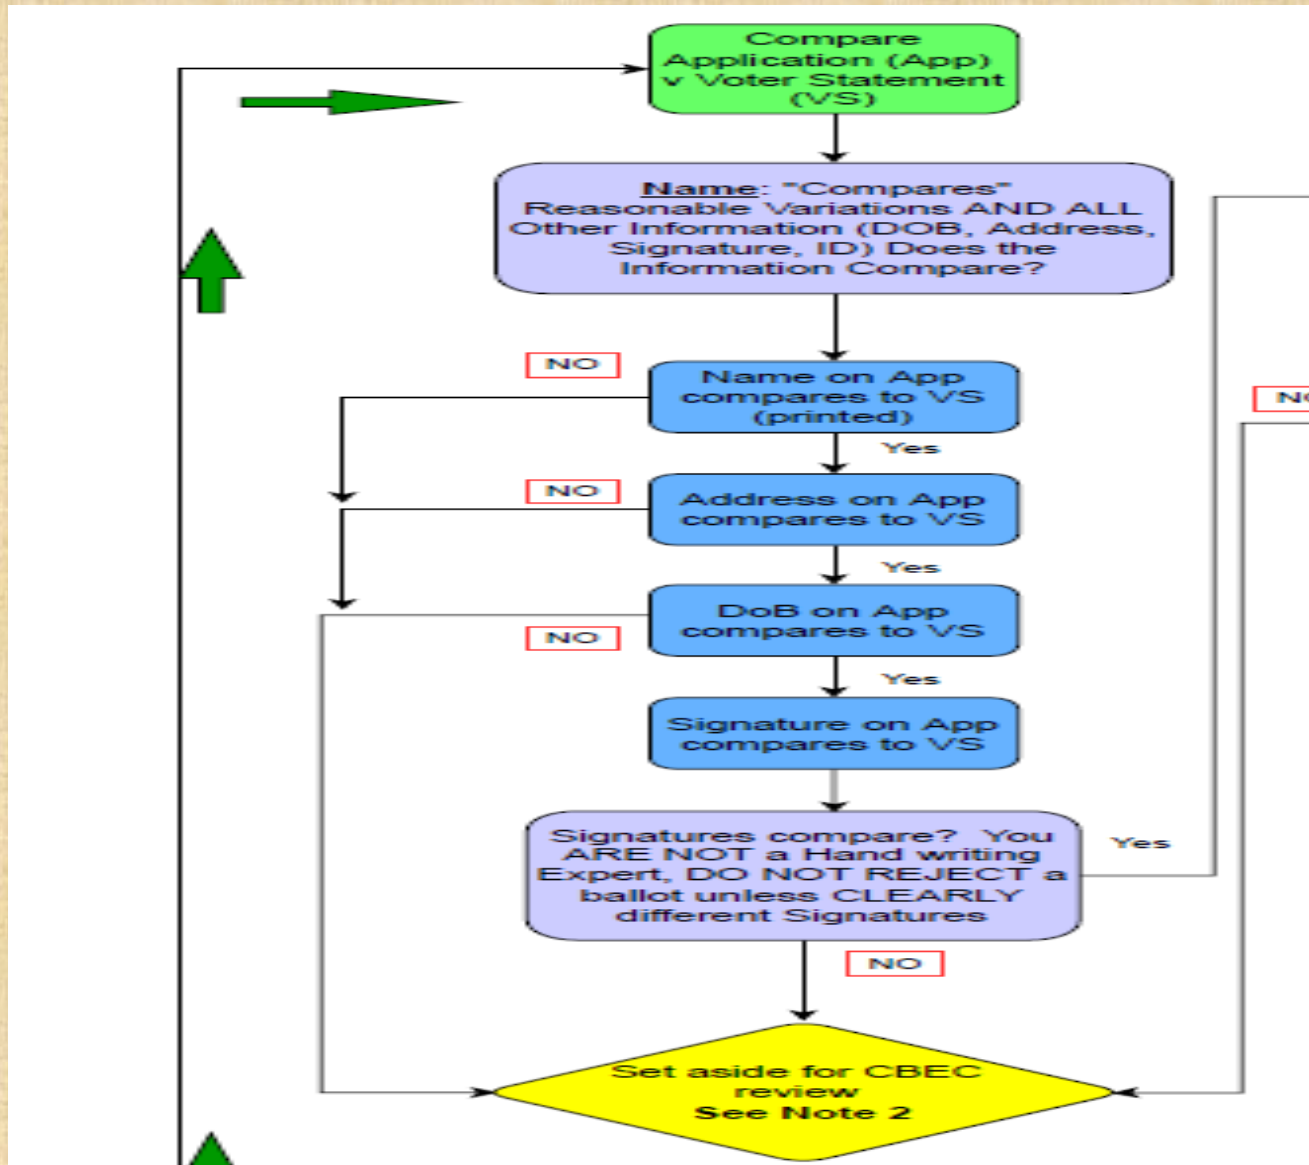 Compare
Application (App)
v Voter Statement
(VS)
Name: "Compares"
Reasonable Variations AND ALL
Other Information (DOB, Address,
Signature, ID) Does the
Information Compare?
NO
Name on App
compares to VS
(printed)
Yes
NO
Address on App
compares to VS
Yes
DoB on App
compares to VS
NO
Yes
Signature on App
compares to VS
Signatures compare? You
ARE NOT a Hand writing
Expert, DO NOT REJECT a
ballot unless CLEARLY
different Signatures
Yes
NO
Set aside for CBEC
review
See Note 2